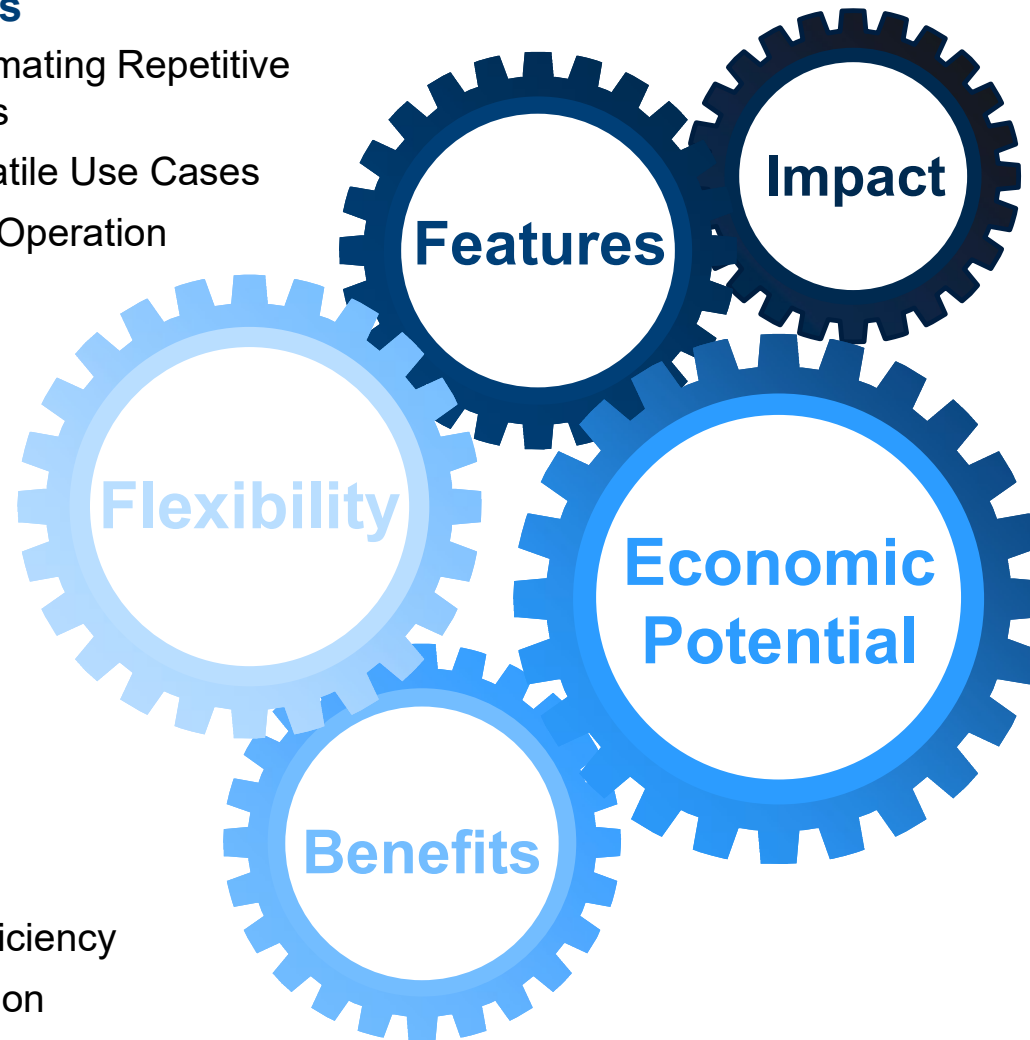 s
mating Repetitive
s
atile Use Cases
Operation
Impact
Features
Flexibility
Economic
Potential
Benefits
iciency
on